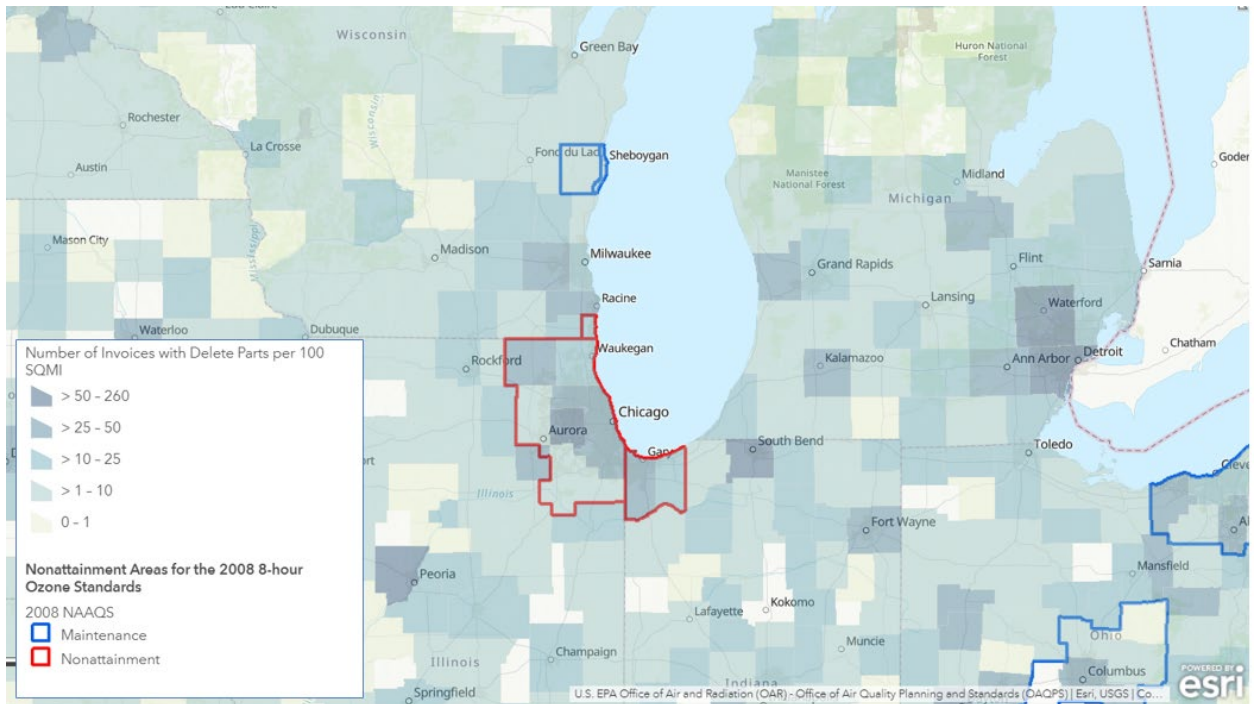 Wisconsin
Green Bay
Huron National
Forest
Rochester
La Crosse
Wisconsin
Fond du Lac
Sheboygan
Austin
Manistee
National Forest
Midland
Michigan
Mississippi
Mason City
Madison
Milwaukee
Grand Rapids
Flint
Sarnia
Racine
Lansing
Waterford
Waterloo
Dubuque
Waukegan
Rockford
Kalamazoo
Ann Arbor
Detroit
Chatham
Chicago
Aurora
South Bend
Toledo
Illinois
Fort Wayne
Peoria
Mansfield
Lafayette
Kokomo
Ohio
Muncie
Illinois
Champaign
Columbus
Indiana
Springfield
Number of Invoices with Delete Parts per 100
SQMI
> 50 - 260
> 25 - 50
> 10 - 25
> 1 - 10
0 - 1
Nonattainment Areas for the 2008 8-hour
Ozone Standards
2008 NAAQS
Maintenance
Nonattainment
U.S. EPA Office of Air and Radiation (OAR) - Office of Air Quality Planning and Standards (OAQPS) | Esri, USGS | Co...
POWERED BY
esri